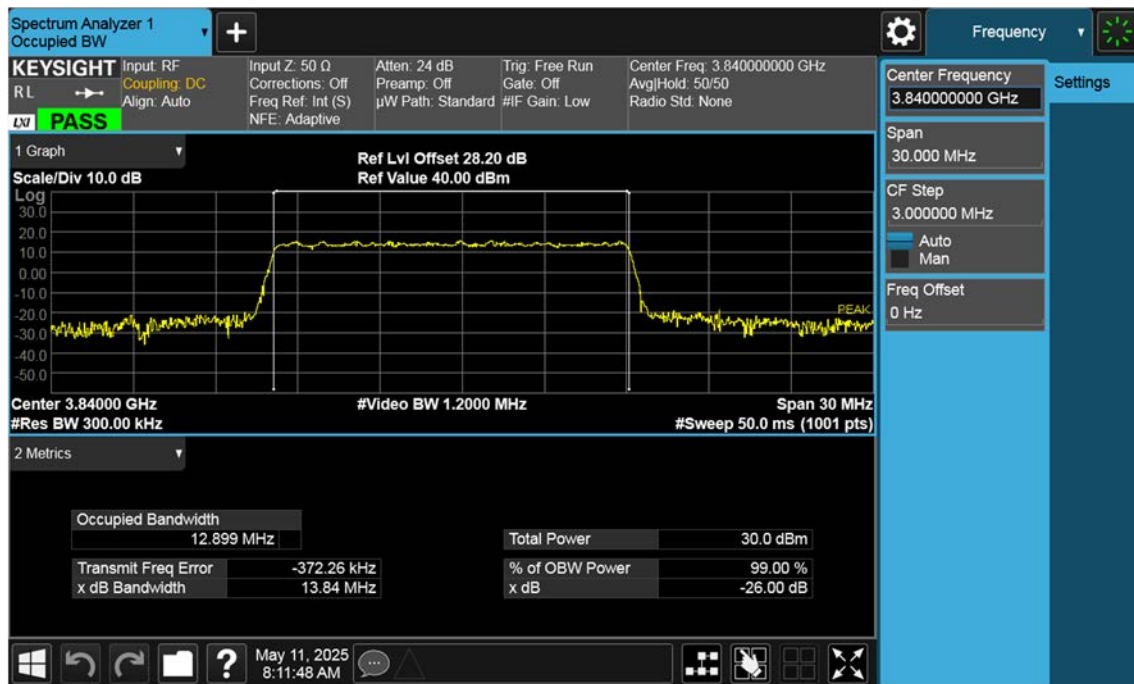 Spectrum Analyzer 1
Occupied BW
+
Frequency
KEYSIGHT
RL
LXI
PASS
Input: RF
Coupling: DC
Align: Auto
Input Z: 50 Ω
Corrections: Off
Freq Ref: Int (S)
NFE: Adaptive
Atten: 24 dB
Preamp: Off
µW Path: Standard
Trig: Free Run
Gate: Off
#IF Gain: Low
Center Freq: 3.840000000 GHz
Avg|Hold: 50/50
Radio Std: None
Center Frequency
3.840000000 GHz
Settings
Span
30.000 MHz
CF Step
3.000000 MHz
Auto
Man
Freq Offset
0 Hz
1 Graph
Scale/Div 10.0 dB
Ref Lvl Offset 28.20 dB
Ref Value 40.00 dBm
Log
30.0
20.0
10.0
0.00
-10.0
-20.0
-30.0
-40.0
-50.0
PEAK
Center 3.84000 GHz
#Res BW 300.00 kHz
#Video BW 1.2000 MHz
Span 30 MHz
#Sweep 50.0 ms (1001 pts)
2 Metrics
Occupied Bandwidth
12.899 MHz
Total Power 30.0 dBm
Transmit Freq Error -372.26 kHz
% of OBW Power 99.00 %
x dB Bandwidth 13.84 MHz
x dB -26.00 dB
?
May 11, 2025
8:11:48 AM